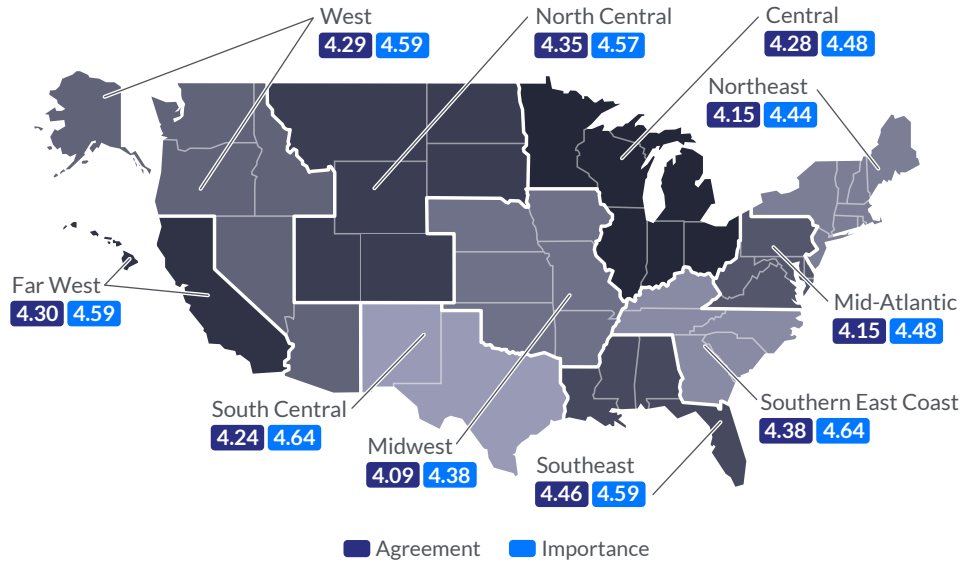 West
4.29 4.59
North Central
4.35 4.57
Central
4.28 4.48
Northeast
4.15 4.44
Far West
4.30 4.59
Mid-Atlantic
4.15 4.48
South Central
4.24 4.64
Midwest
4.09 4.38
Southeast
4.46 4.59
Southern East Coast
4.38 4.64
Agreement Importance